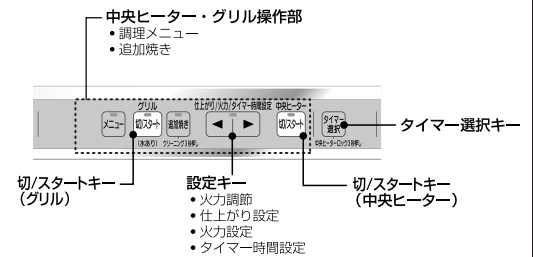 中央ヒーター・グリル操作部
•調理メニュー
•追加焼き
グリル 仕上がり/火力/タイマー時間設定 中央ヒーター
メニュー 切/スタート 追加焼き ◀ ▶ 切/スタート タイマー選択
(水あり) クリーニング3秒押し 中央ヒーターロック3秒押し
タイマー選択キー
切/スタートキー
(グリル)
設定キー
•火力調節
•仕上がり設定
•火力設定
•タイマー時間設定
切/スタートキー
(中央ヒーター)